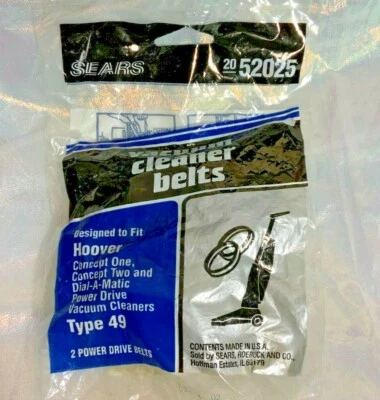 SEARS
20 52025
vacuum
cleaner
belts
Designed to Fit
Hoover
Concept One,
Concept Two and
Dial-A-Matic
Power Drive
Vacuum Cleaners
Type 49
2 POWER DRIVE BELTS
CONTENTS MADE IN U.S.A.
Sold by SEARS, ROEBUCK AND CO.,
Hoffman Estates, IL 60179